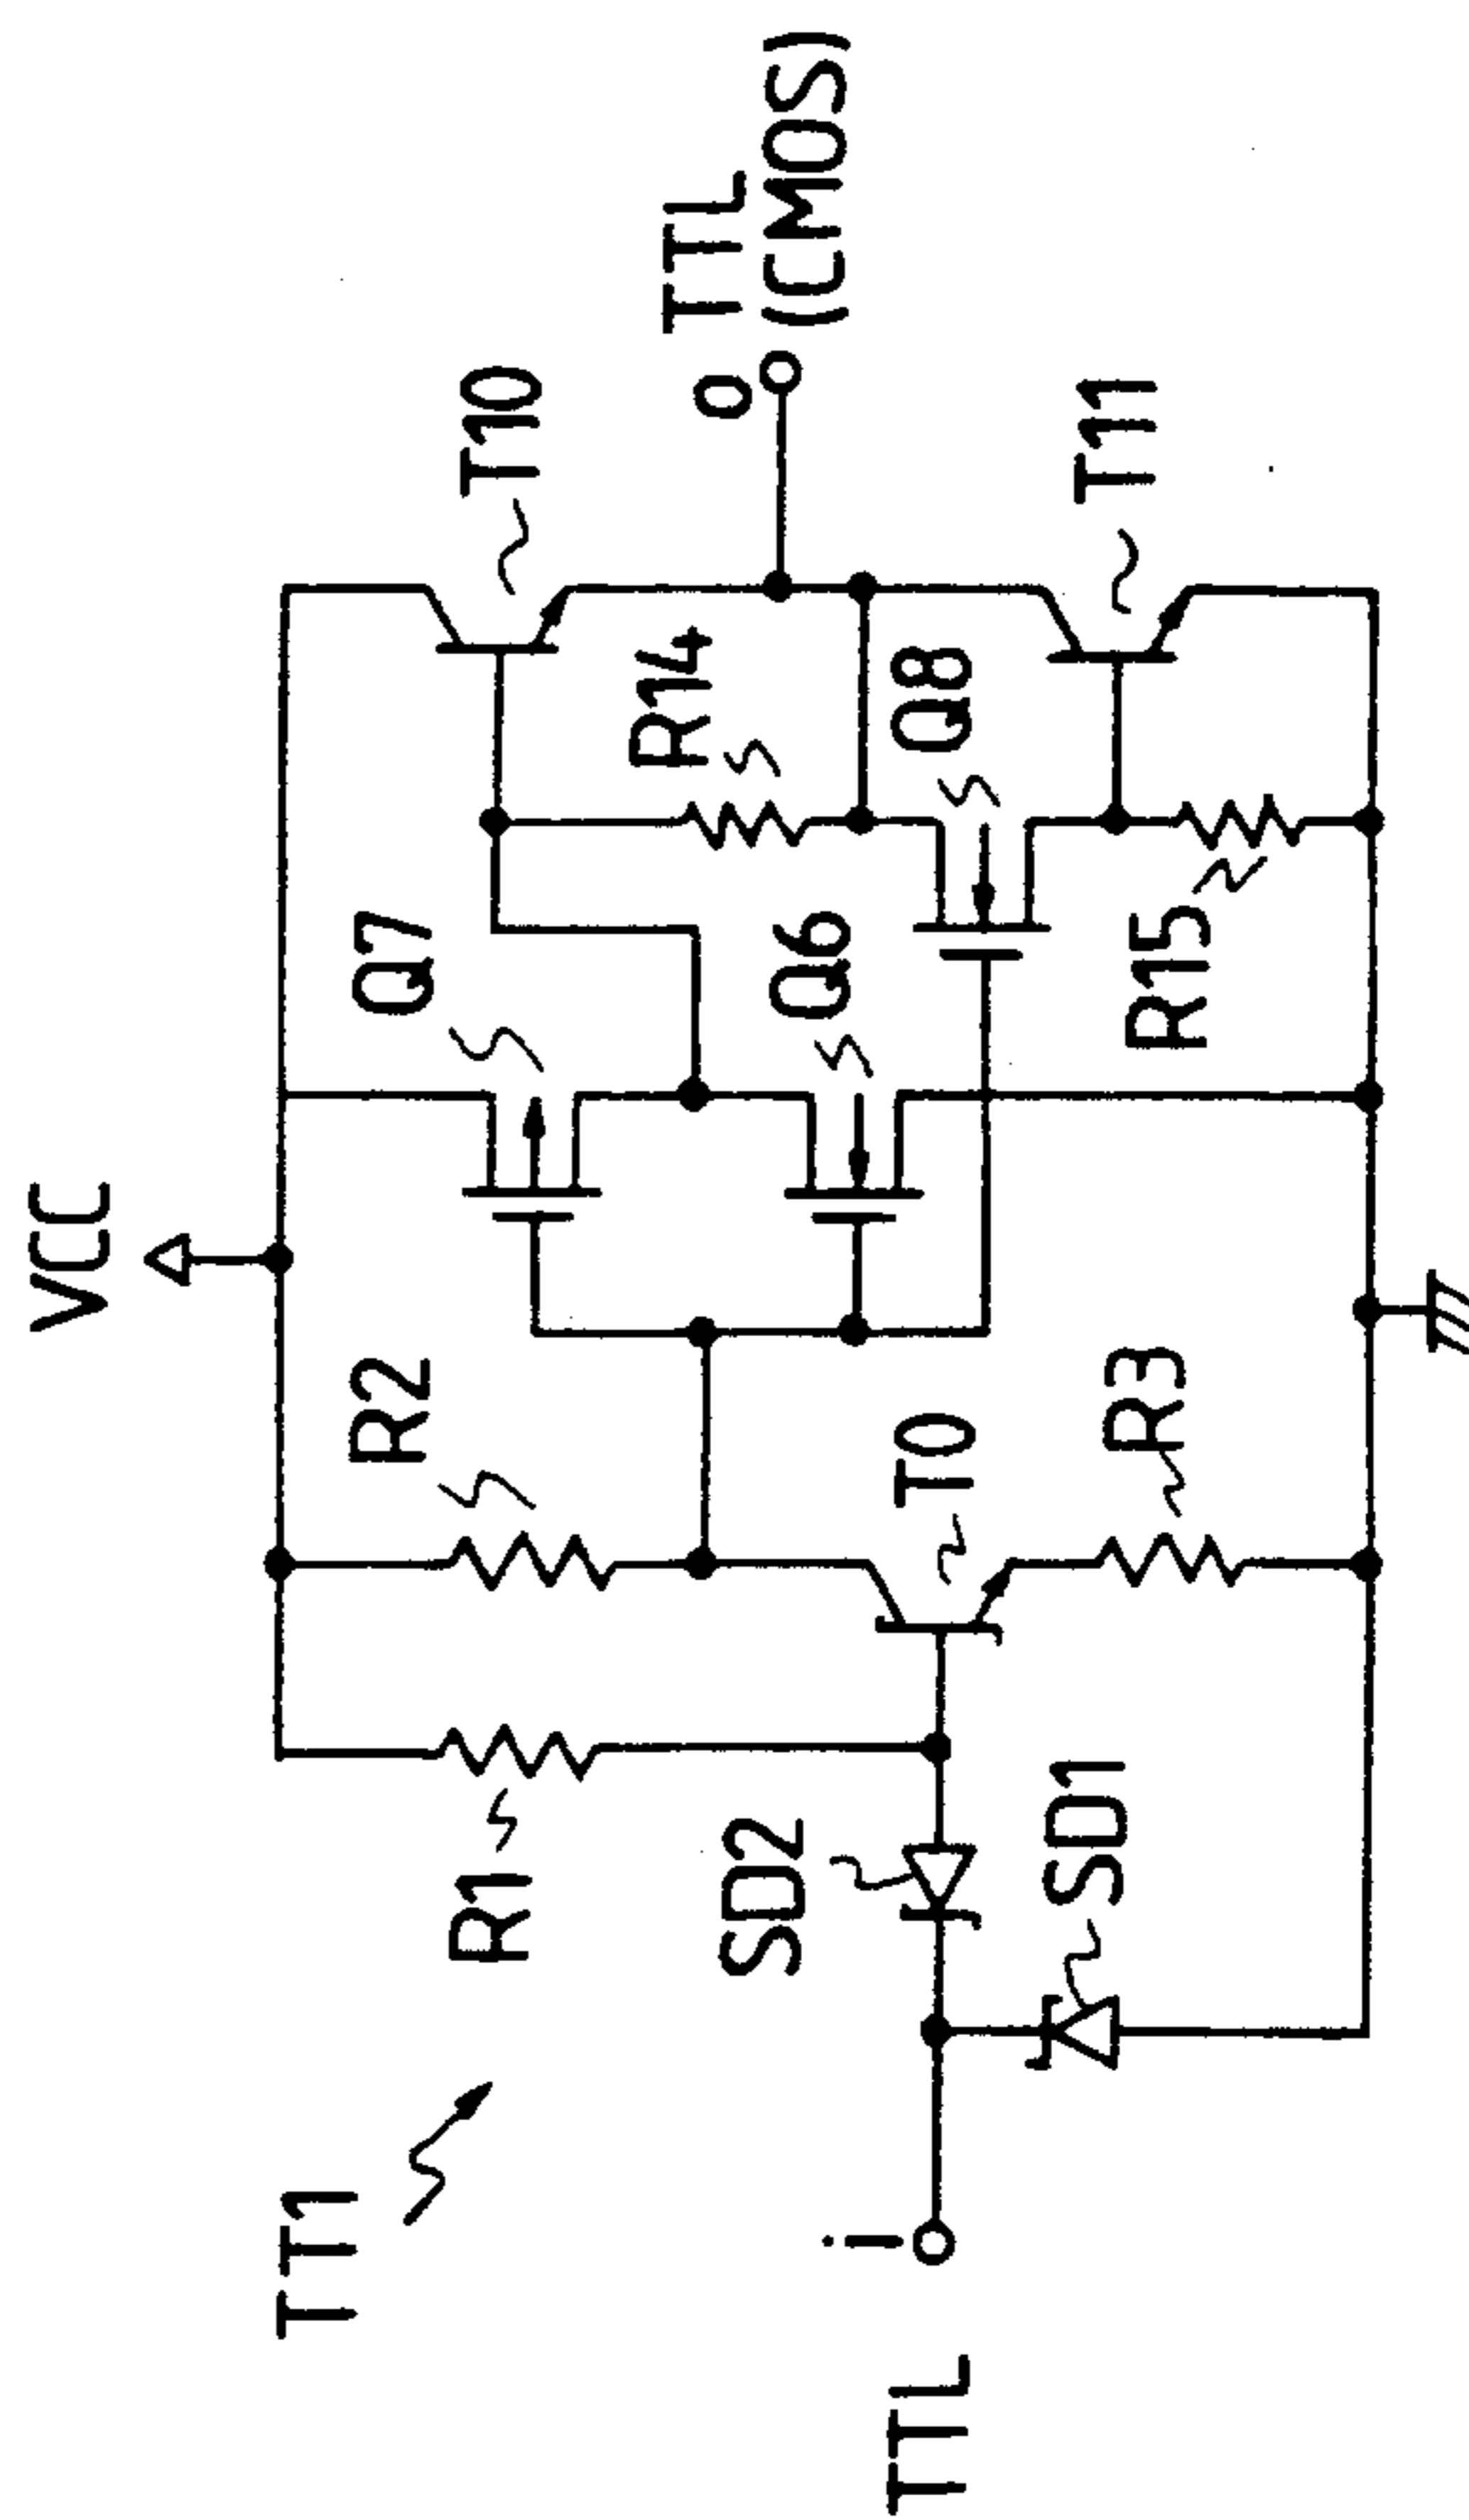 VCC
TT1
R1
R2
Q7
T10
SD2
R14
TTL
(CMOS)
o
Q6
TTL
i
T0
Q8
SD1
R3
R15
T11